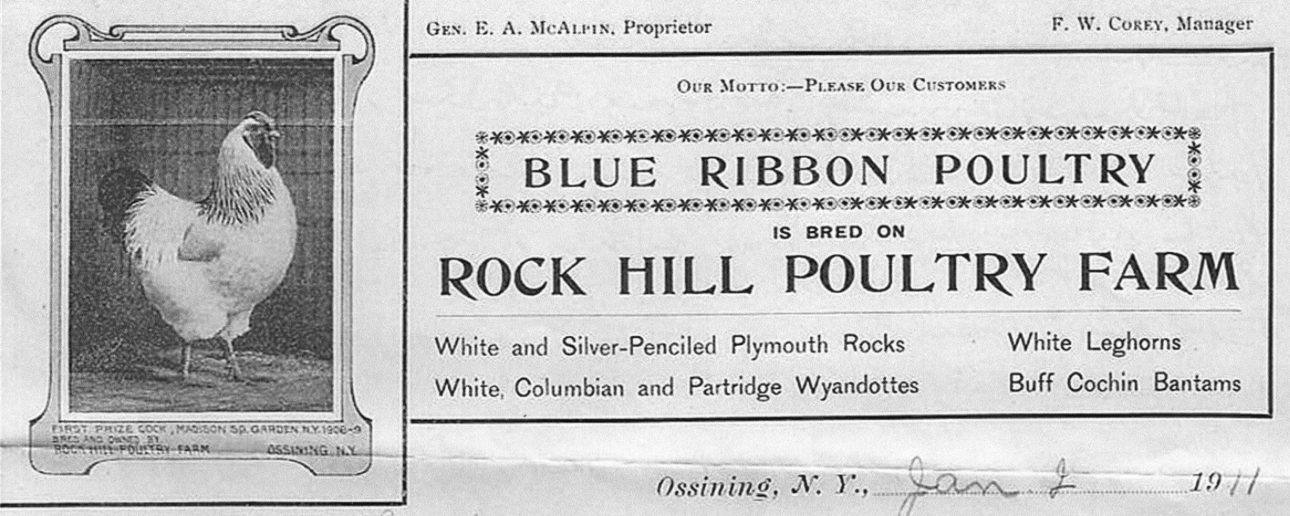 GEN. E. A. MCALPIN, Proprietor
F. W. COREY, Manager
OUR MOTTO:—PLEASE OUR CUSTOMERS
BLUE RIBBON POULTRY
IS BRED ON
ROCK HILL POULTRY FARM
White and Silver-Penciled Plymouth Rocks
White Leghorns
White, Columbian and Partridge Wyandottes
Buff Cochin Bantams
FIRST PRIZE COCK, MADISON SQ. GARDEN N.Y. 1908-9
BRED AND OWNED BY
ROCK HILL POULTRY FARM OSSINING N.Y.
Ossining, N. Y., Jan 2 1911